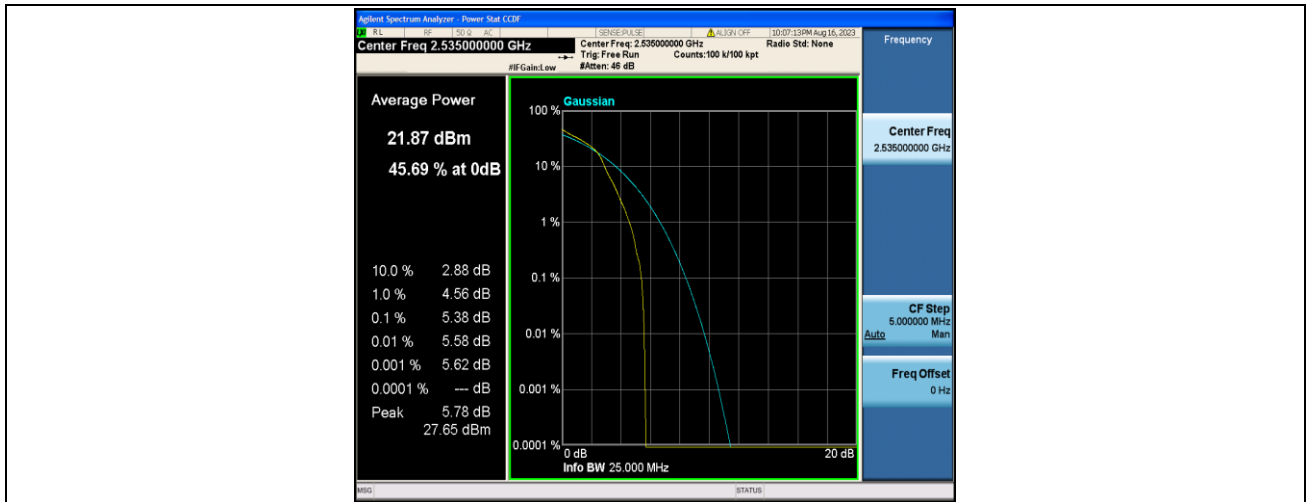 Agilent Spectrum Analyzer - Power Stat CCDF
RL RF 50 Ω AC SENSE:PULSE ALIGN OFF 10:07:13PM Aug 16, 2023
Center Freq 2.535000000 GHz
Center Freq: 2.535000000 GHz Radio Std: None
Trig: Free Run Counts:100 k/100 kpt
#IFGain:Low #Atten: 46 dB
Frequency
Average Power
21.87 dBm
45.69 % at 0dB
10.0 % 2.88 dB
1.0 % 4.56 dB
0.1 % 5.38 dB
0.01 % 5.58 dB
0.001 % 5.62 dB
0.0001 % --- dB
Peak 5.78 dB
27.65 dBm
Gaussian
100 %
10 %
1 %
0.1 %
0.01 %
0.001 %
0.0001 %
0 dB 20 dB
Info BW 25.000 MHz
Center Freq
2.535000000 GHz
CF Step
5.000000 MHz
Auto Man
Freq Offset
0 Hz
MSG STATUS